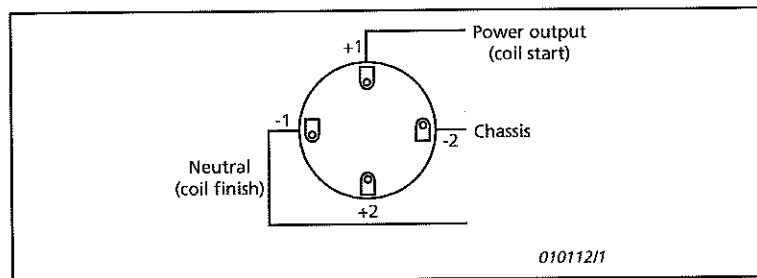 Power output
(coil start)
+1
-1
-2
Chassis
Neutral
(coil finish)
+2
010112/1